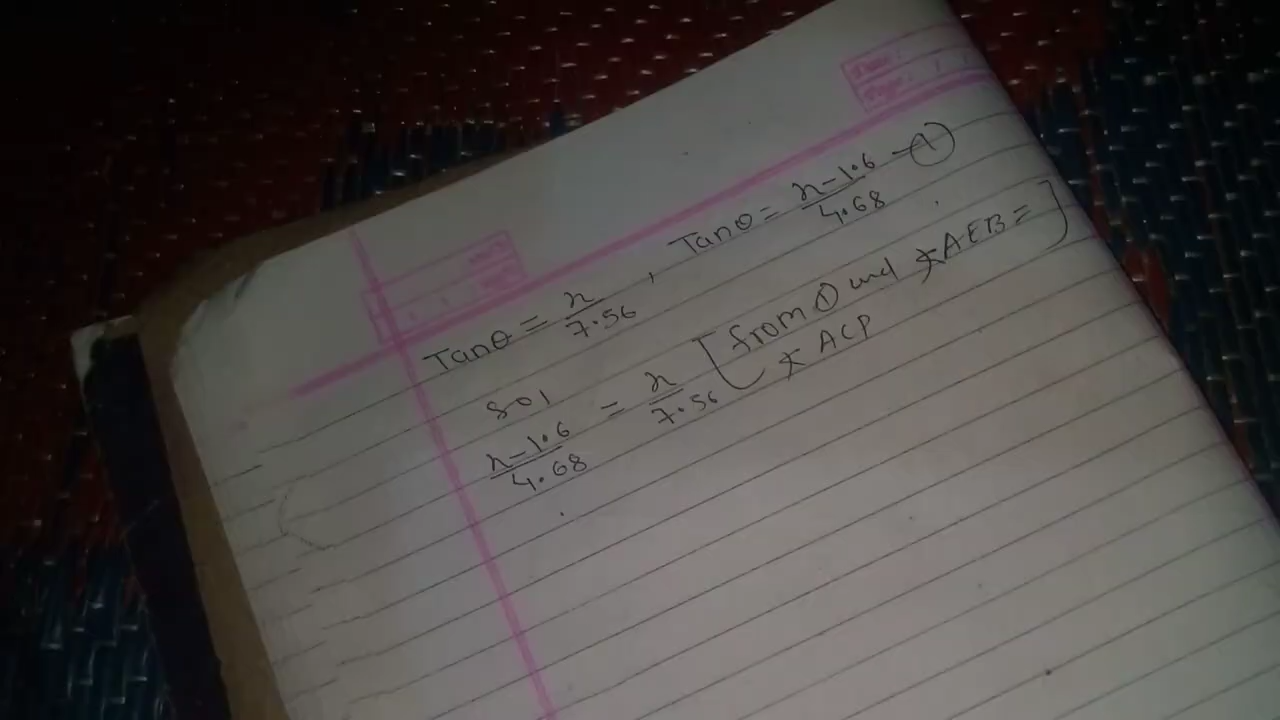 Tanθ = x/7.56 , Tanθ = x-1.6/4.68 —①
so,
x-1.6/4.68 = x/7.56 [from ① and ∡AEB =
∡ACP]